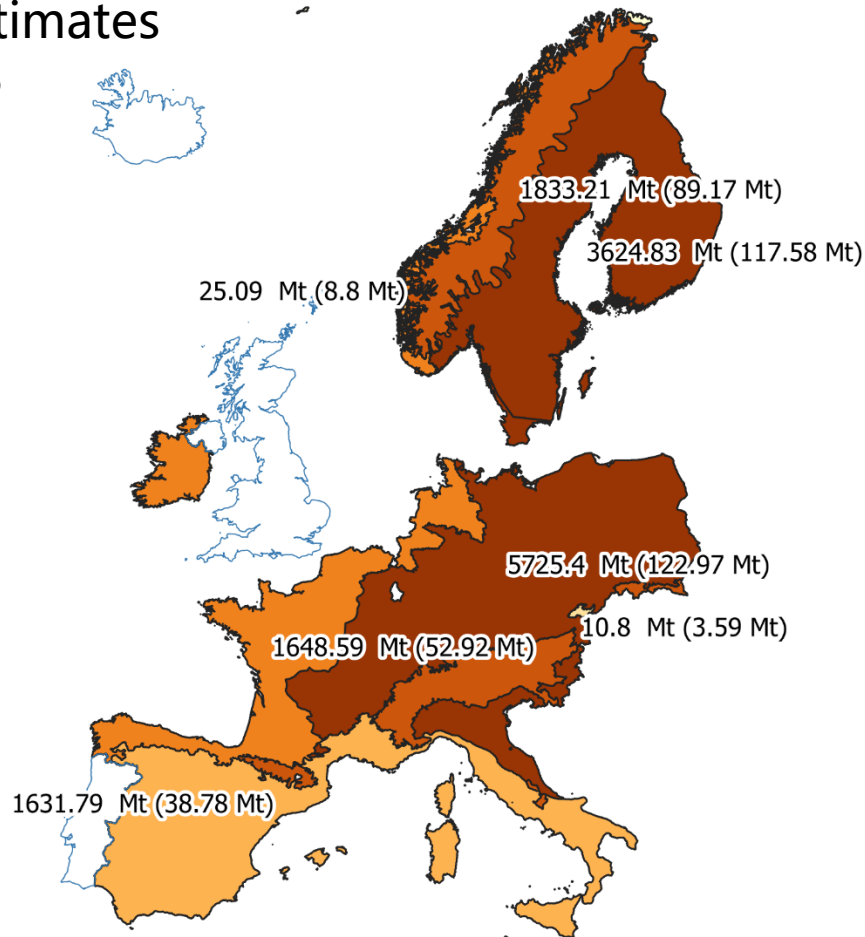 timates
1833.21 Mt (89.17 Mt)
3624.83 Mt (117.58 Mt)
25.09 Mt (8.8 Mt)
5725.4 Mt (122.97 Mt)
10.8 Mt (3.59 Mt)
1648.59 Mt (52.92 Mt)
1631.79 Mt (38.78 Mt)